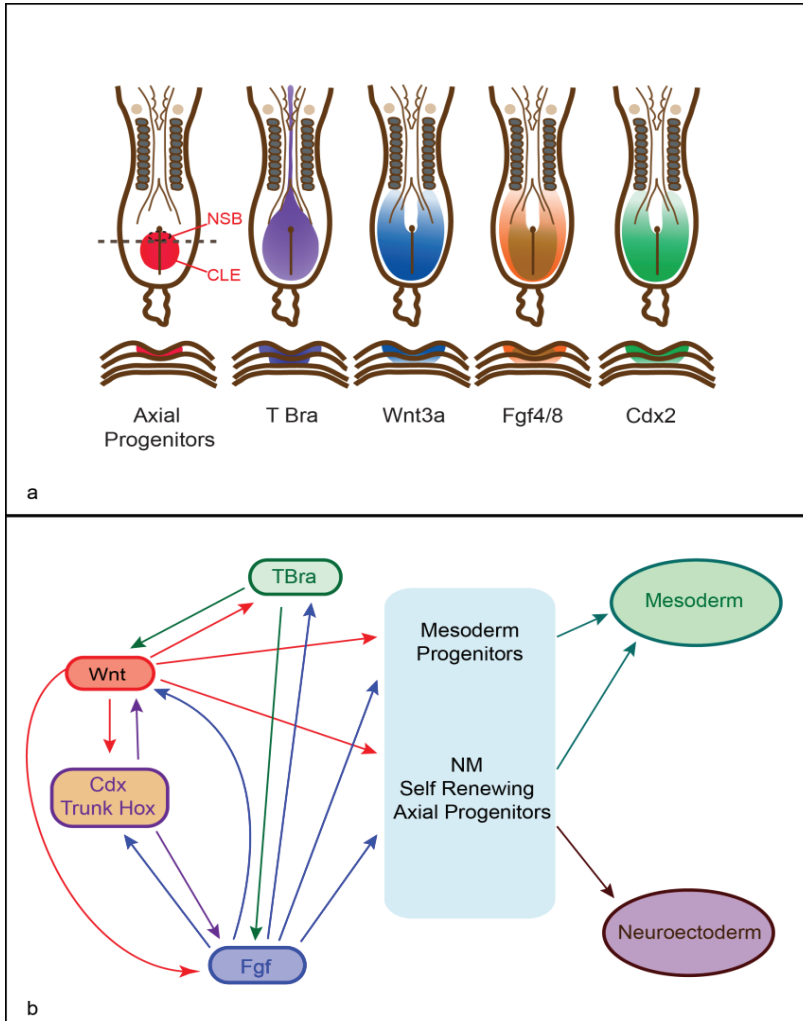 NSB
CLE
Axial
Progenitors
T Bra
Wnt3a
Fgf4/8
Cdx2
a
TBra
Mesoderm
Mesoderm
Progenitors
Wnt
NM
Self Renewing
Axial Progenitors
Cdx
Trunk Hox
Neuroectoderm
Fgf
b